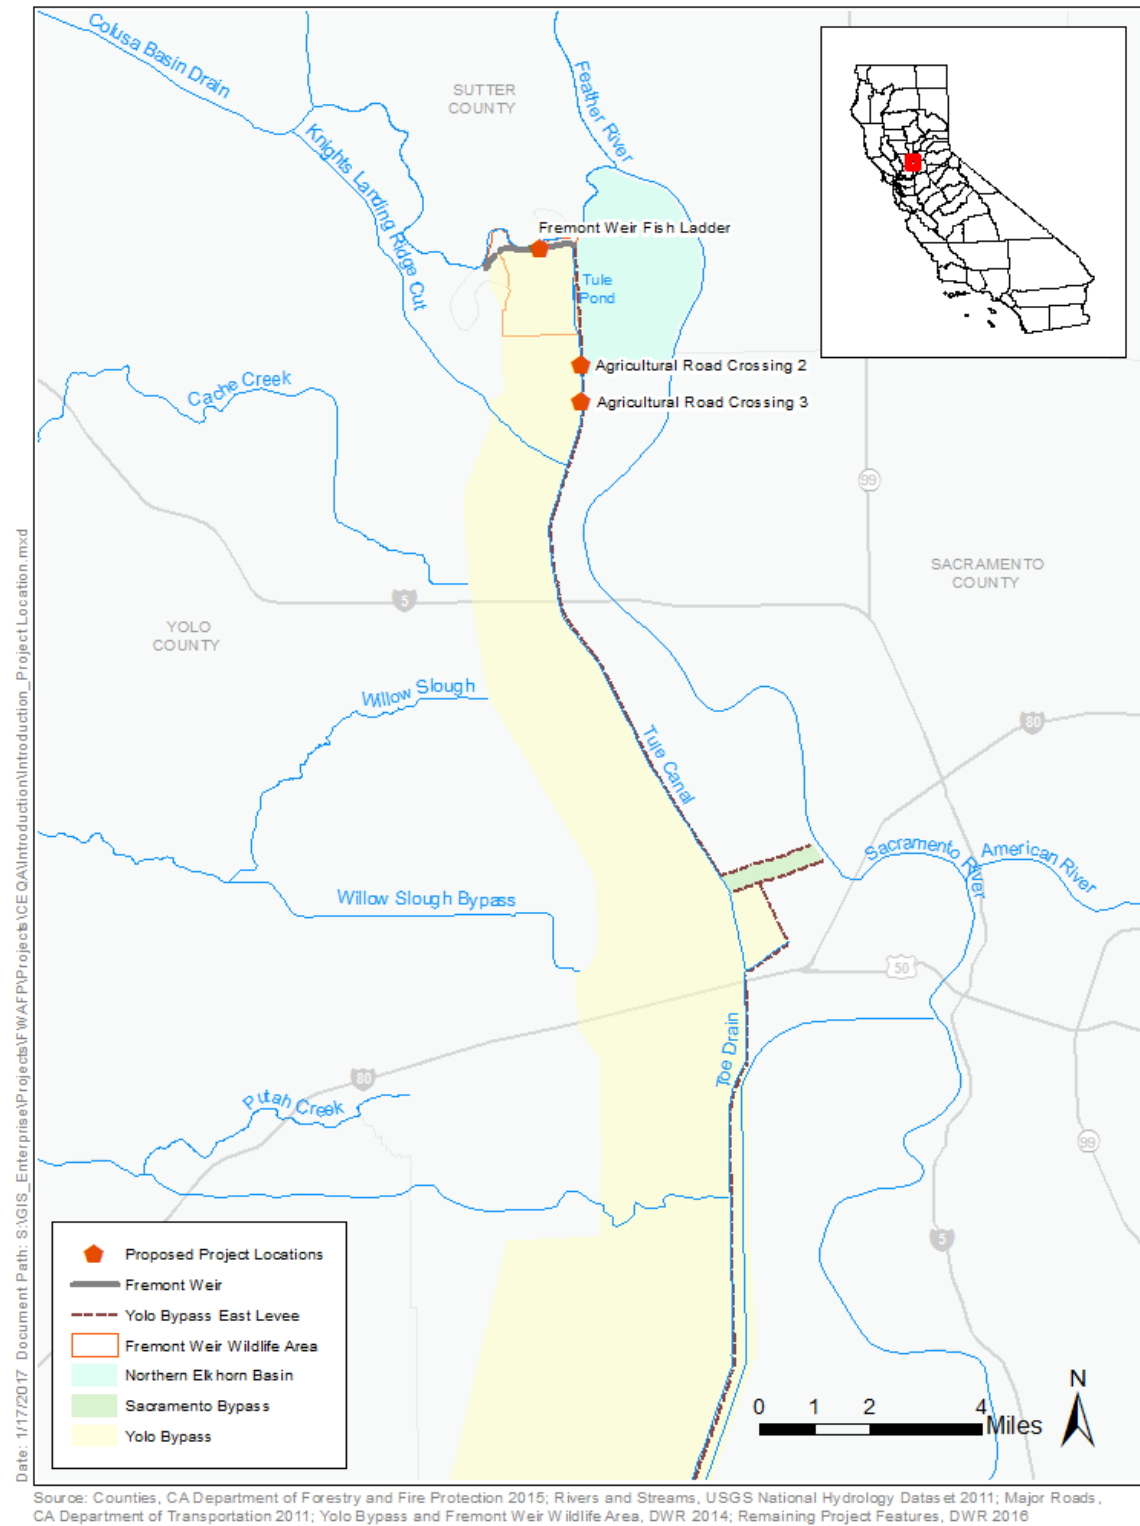 Colusa Basin Drain
SUTTER
COUNTY
Feather River
Knights Landing Ridge Cut
Fremont Weir Fish Ladder
Tule
Pond
Agricultural Road Crossing 2
Agricultural Road Crossing 3
Cache Creek
99
SACRAMENTO
COUNTY
5
YOLO
COUNTY
Willow Slough
80
Tule Canal
Sacramento River
American River
Willow Slough Bypass
50
Toe Drain
80
Putah Creek
99
5
Proposed Project Locations
Fremont Weir
Yolo Bypass East Levee
Fremont Weir Wildlife Area
Northern Elkhorn Basin
Sacramento Bypass
Yolo Bypass
N
0 1 2 4
Miles
Date: 1/17/2017 Document Path: S:\GIS_Enterprise\Projects\FWAFP\Projects\CEQA\Introduction\Introduction_Project Location.mxd
Source: Counties, CA Department of Forestry and Fire Protection 2015; Rivers and Streams, USGS National Hydrology Dataset 2011; Major Roads,
CA Department of Transportation 2011; Yolo Bypass and Fremont Weir Wildlife Area, DWR 2014; Remaining Project Features, DWR 2016